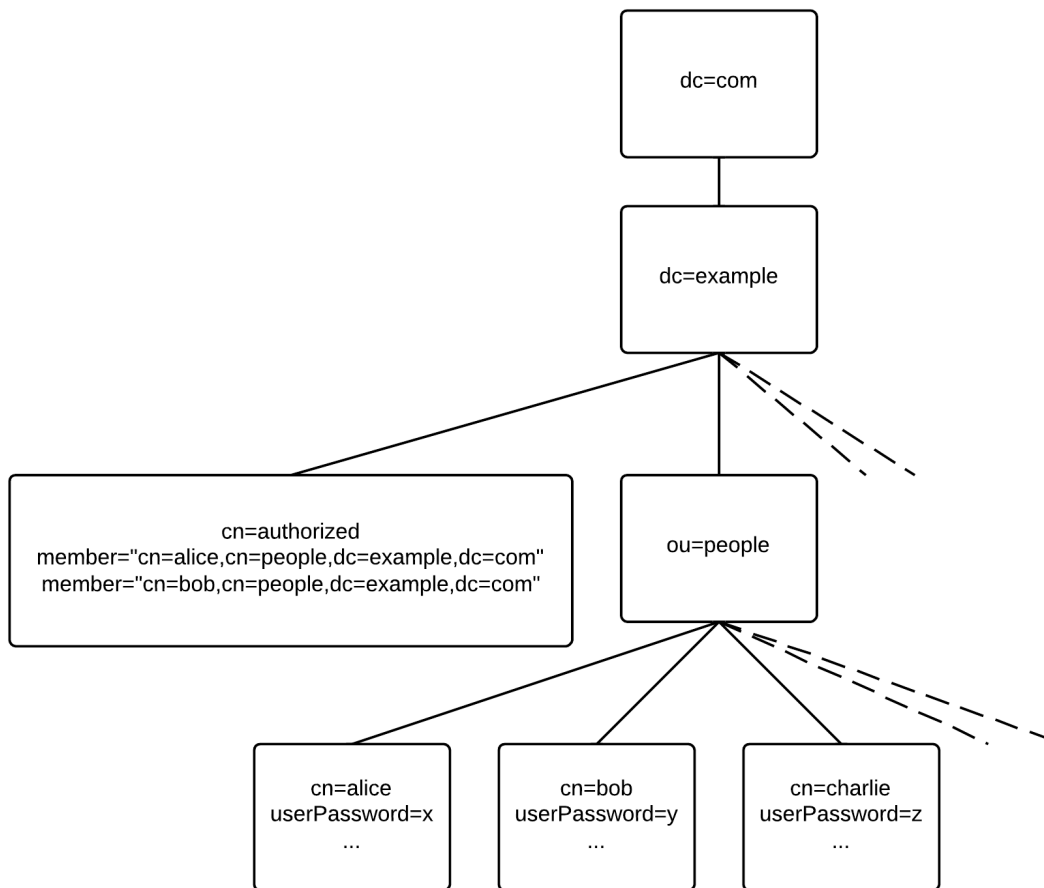 dc=com
dc=example
cn=authorized
member="cn=alice,cn=people,dc=example,dc=com"
member="cn=bob,cn=people,dc=example,dc=com"
ou=people
cn=alice
userPassword=x
...
cn=bob
userPassword=y
...
cn=charlie
userPassword=z
...